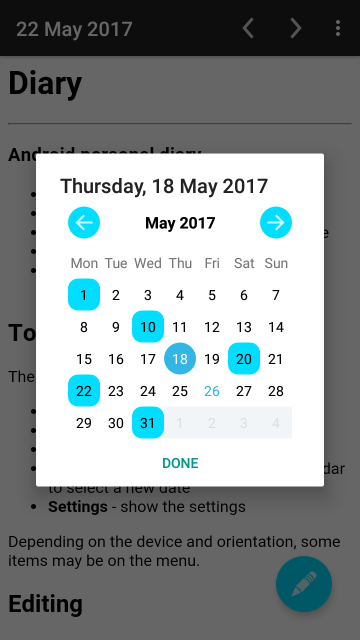 22 May 2017
Diary
Android personal diary
Thursday, 18 May 2017
May 2017
Mon Tue Wed Thu Fri Sat Sun
1 2 3 4 5 6 7
8 9 10 11 12 13 14
15 16 17 18 19 20 21
22 23 24 25 26 27 28
29 30 31 1 2 3 4
DONE
to select a new date
Settings - show the settings
Depending on the device and orientation, some
items may be on the menu.
Editing